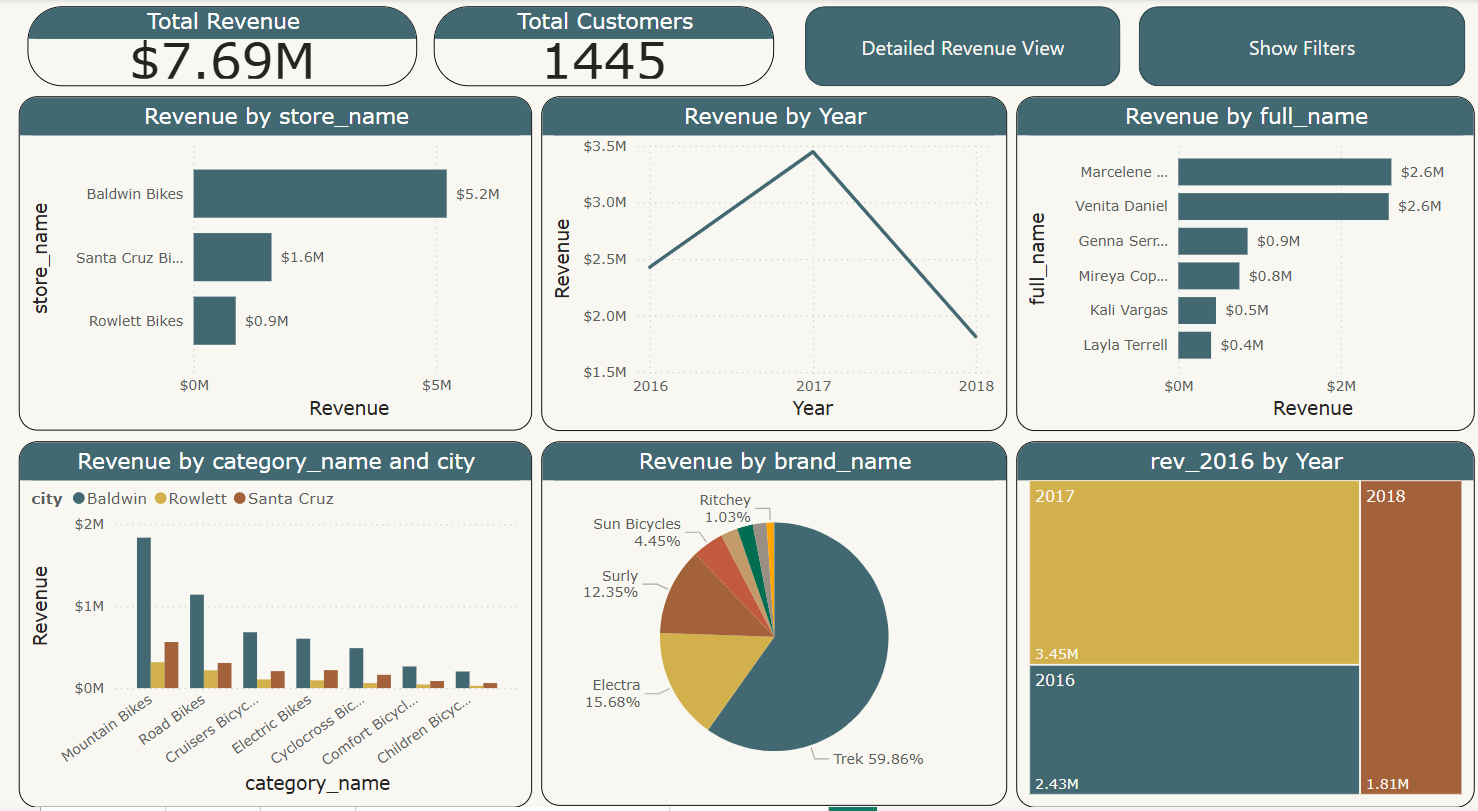 Total Revenue
$7.69M
Total Customers
1445
Detailed Revenue View
Show Filters
Revenue by store_name
store_name
Baldwin Bikes
$5.2M
Santa Cruz Bi...
$1.6M
Rowlett Bikes
$0.9M
$0M
$5M
Revenue
Revenue by Year
Revenue
$3.5M
$3.0M
$2.5M
$2.0M
$1.5M
2016
2017
2018
Year
Revenue by full_name
full_name
Marcelene ...
$2.6M
Venita Daniel
$2.6M
Genna Serr...
$0.9M
Mireya Cop...
$0.8M
Kali Vargas
$0.5M
Layla Terrell
$0.4M
$0M
$2M
Revenue
Revenue by category_name and city
city Baldwin Rowlett Santa Cruz
Revenue
$2M
$1M
$0M
Mountain Bikes
Road Bikes
Cruisers Bicyc...
Electric Bikes
Cyclocross Bic...
Comfort Bicycl...
Children Bicyc...
category_name
Revenue by brand_name
Ritchey
1.03%
Sun Bicycles
4.45%
Surly
12.35%
Electra
15.68%
Trek 59.86%
rev_2016 by Year
2017
3.45M
2016
2.43M
2018
1.81M